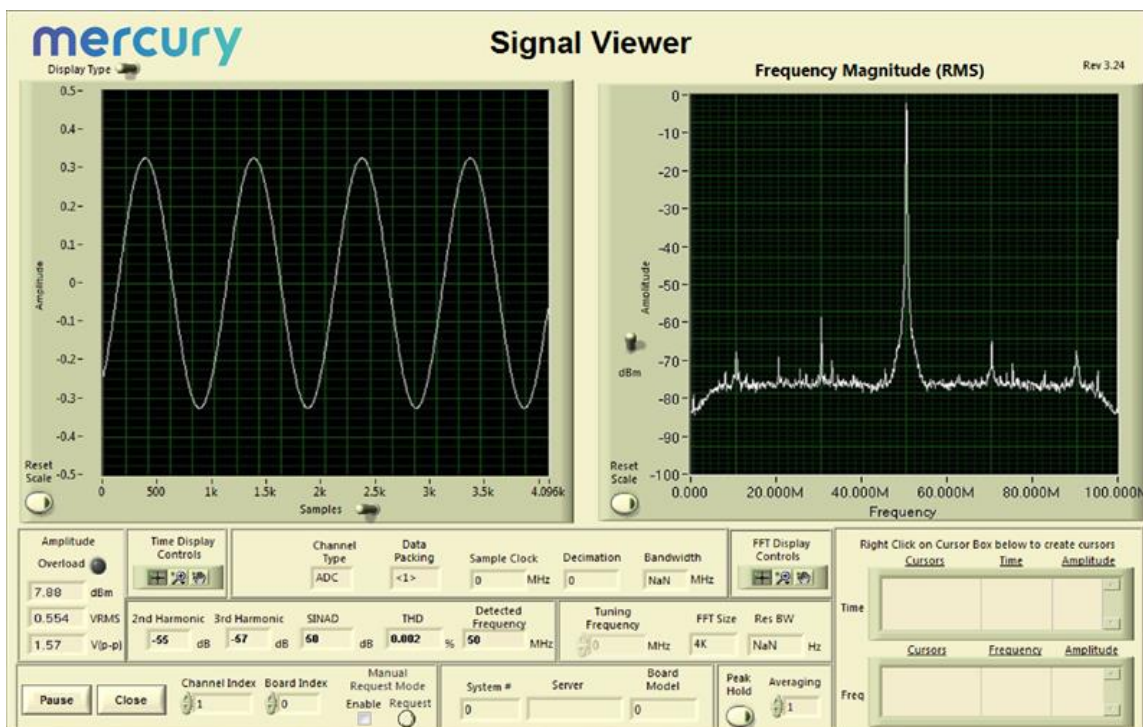 mercury
Signal Viewer
Display Type
Frequency Magnitude (RMS)
Rev 3.24
0.5
0.4
0.3
0.2
0.1
0
-0.1
-0.2
-0.3
-0.4
-0.5
Amplitude
Reset
Scale
0 500 1k 1.5k 2k 2.5k 3k 3.5k 4.096k
Samples
0
-10
-20
-30
-40
-50
-60
-70
-80
-90
-100
Amplitude
dBm
Reset
Scale
0.000 20.000M 40.000M 60.000M 80.000M 100.000M
Frequency
Amplitude
Overload
7.88 dBm
0.554 VRMS
1.57 V(p-p)
Time Display
Controls
Channel
Type
ADC
Data
Packing
<1>
Sample Clock
0 MHz
Decimation
0
Bandwidth
NaN MHz
FFT Display
Controls
2nd Harmonic
-55 dB
3rd Harmonic
-57 dB
SINAD
50 dB
THD
0.002 %
Detected
Frequency
50 MHz
Tuning
Frequency
0 MHz
FFT Size
4K
Res BW
NaN Hz
Pause
Close
Channel Index
1
Board Index
0
Manual
Request Mode
Enable Request
System #
0
Server
Board
Model
0
Peak
Hold
Averaging
1
Right Click on Cursor Box below to create cursors
Cursors Time Amplitude
Time
Cursors Frequency Amplitude
Freq